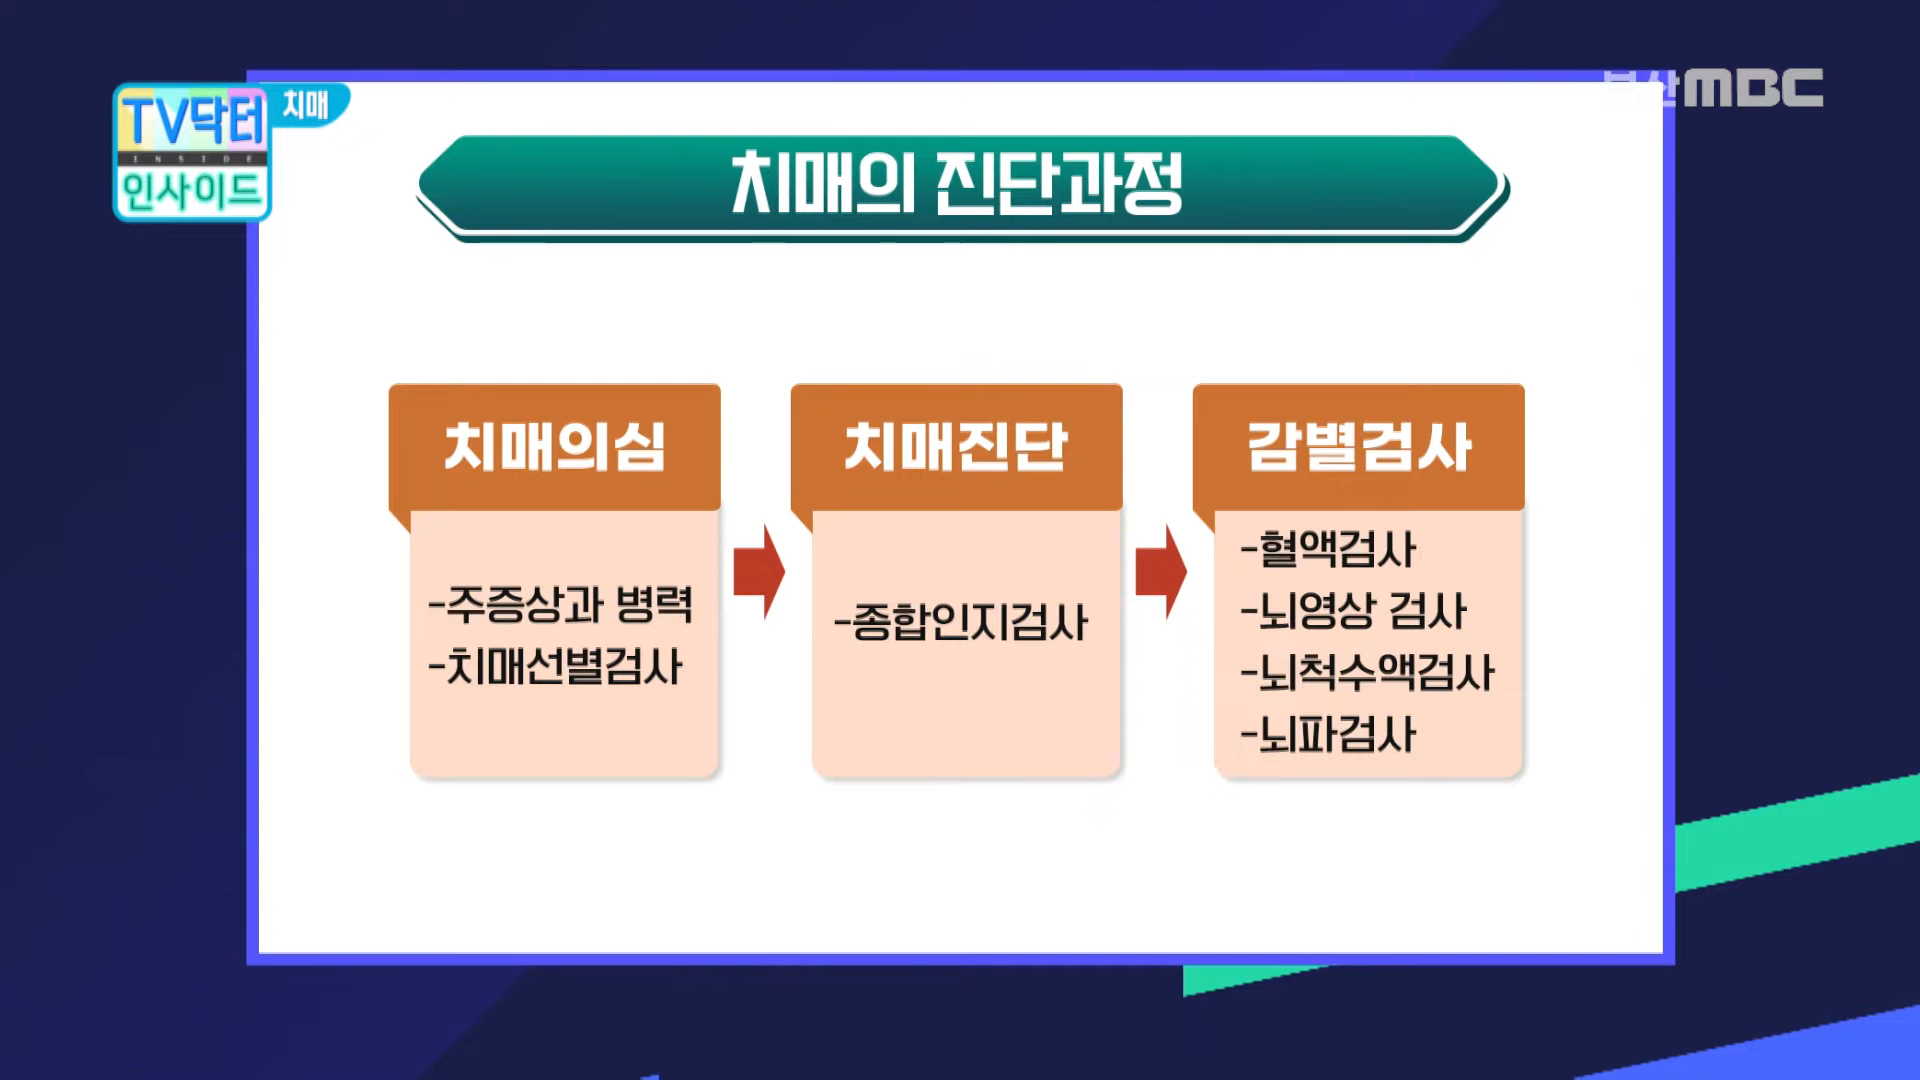 TV닥터
INSIDE
인사이드
치매
부산MBC
치매의 진단과정
치매의심
-주증상과 병력
-치매선별검사
치매진단
-종합인지검사
감별검사
-혈액검사
-뇌영상 검사
-뇌척수액검사
-뇌파검사